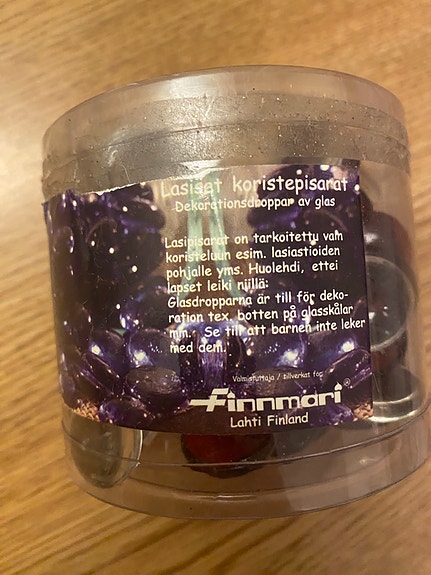 Lasiset koristepisarat
Dekorationsdroppar av glas
Lasipisarat on tarkoitettu vain
koristeluun esim. lasiastioiden
pohjalle yms. Huolehdi, ettei
lapset leiki niillä:
Glasdropparna är till för deko-
ration tex. botten på glasskålar
mm. Se till att barnen inte leker
med dem.
Valmistuttaja / tillverkat för:
Finnmari®
Lahti Finland